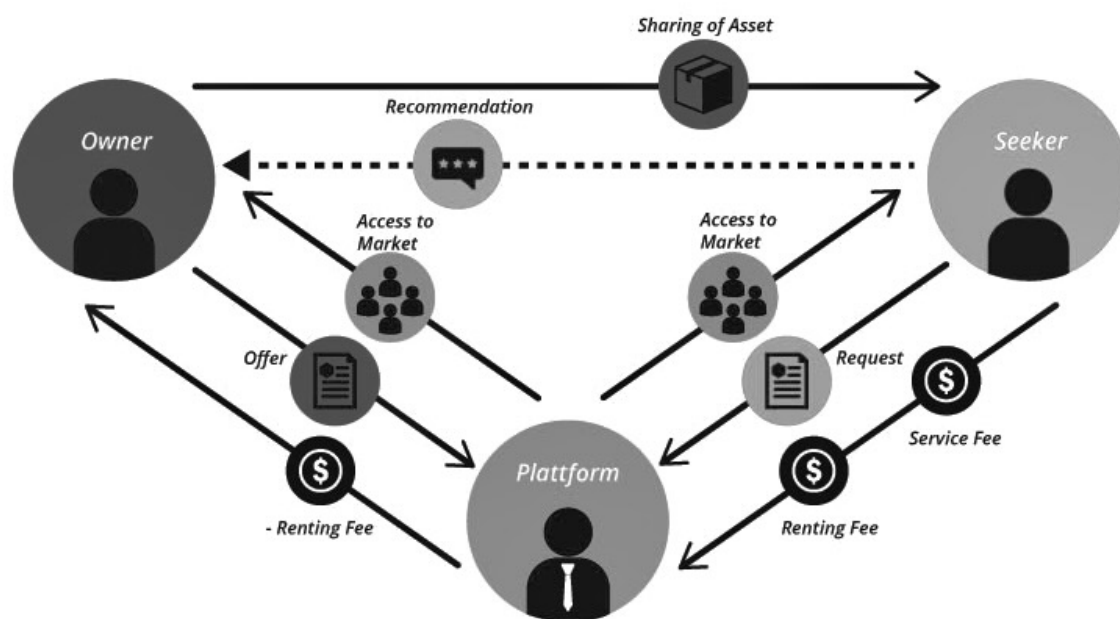 Sharing of Asset
Recommendation
Owner
Seeker
Access to
Market
Access to
Market
Offer
Request
$
Service Fee
Plattform
$
$
- Renting Fee
Renting Fee